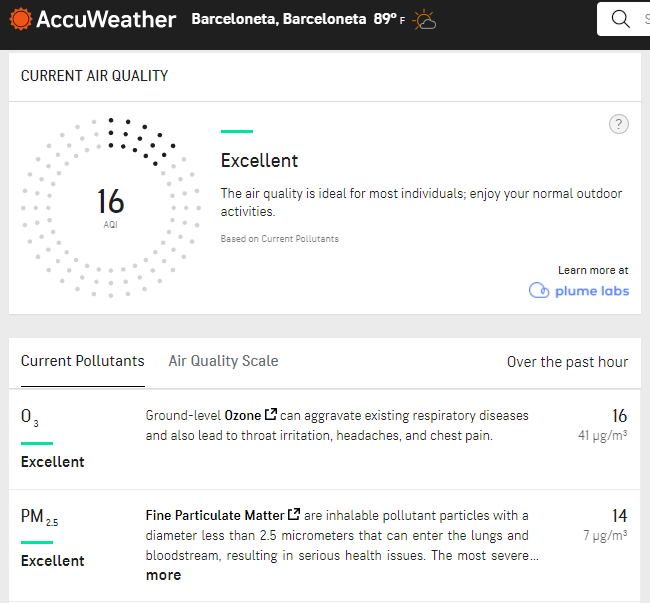 AccuWeather Barceloneta, Barceloneta 89° F S
CURRENT AIR QUALITY
?
Excellent
16
AQI
The air quality is ideal for most individuals; enjoy your normal outdoor
activities.
Based on Current Pollutants
Learn more at
plume labs
Current Pollutants Air Quality Scale Over the past hour
O3
Excellent
Ground-level Ozone can aggravate existing respiratory diseases
and also lead to throat irritation, headaches, and chest pain.
16
41 µg/m³
PM2.5
Excellent
Fine Particulate Matter are inhalable pollutant particles with a
diameter less than 2.5 micrometers that can enter the lungs and
bloodstream, resulting in serious health issues. The most severe...
more
14
7 µg/m³